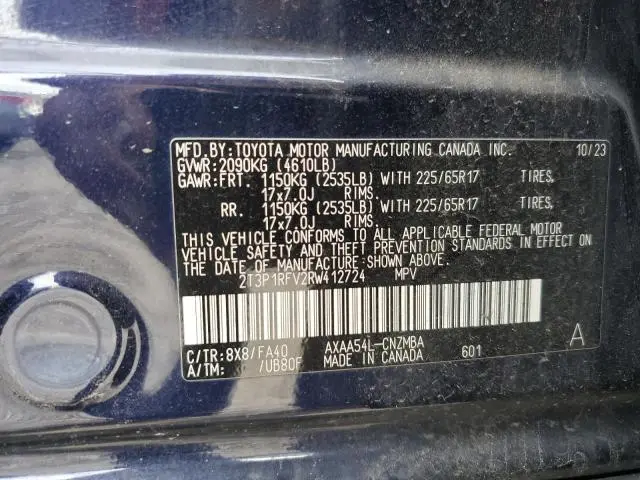 MFD.BY:TOYOTA MOTOR MANUFACTURING CANADA INC. 10/23
GVWR:2090KG (4610LB)
GAWR:FRT. 1150KG (2535LB) WITH 225/65R17 TIRES.
17x7.0J RIMS.
RR. 1150KG (2535LB) WITH 225/65R17 TIRES.
17x7.0J RIMS.
THIS VEHICLE CONFORMS TO ALL APPLICABLE FEDERAL MOTOR
VEHICLE SAFETY AND THEFT PREVENTION STANDARDS IN EFFECT ON
THE DATE OF MANUFACTURE SHOWN ABOVE.
2T3P1RFV2RW412724 MPV
C/TR:8X8/FA40 AXAA54L-CNZMBA A
A/TM: /UB80F MADE IN CANADA 601